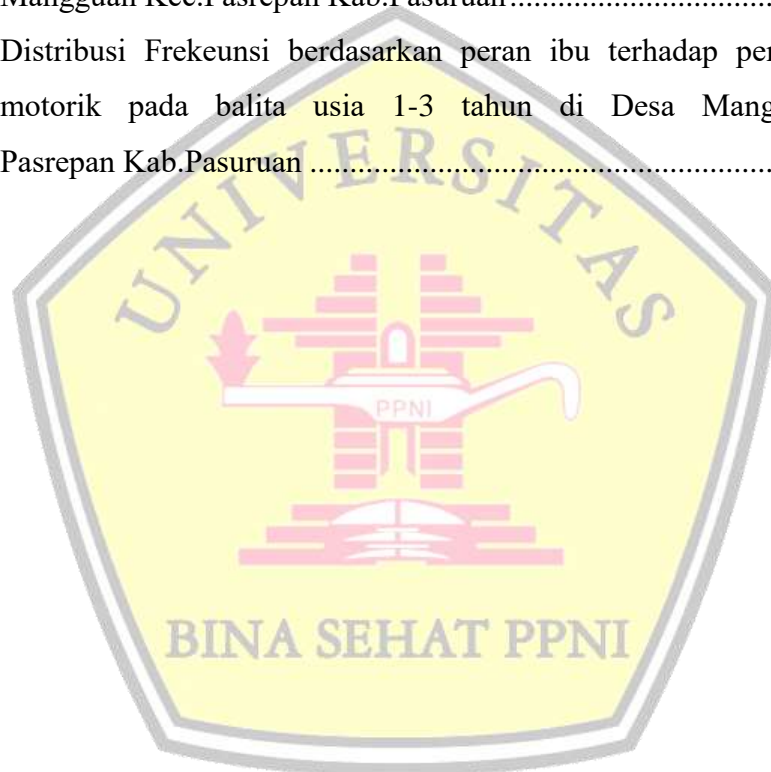 Mangguan Kec.Pasrepan Kab.Pasuruan.....................................
Distribusi Frekeunsi berdasarkan peran ibu terhadap per
motorik pada balita usia 1-3 tahun di Desa Mang
Pasrepan Kab.Pasuruan ............................................................
UNIVERSITAS
PPNI
BINA SEHAT PPNI